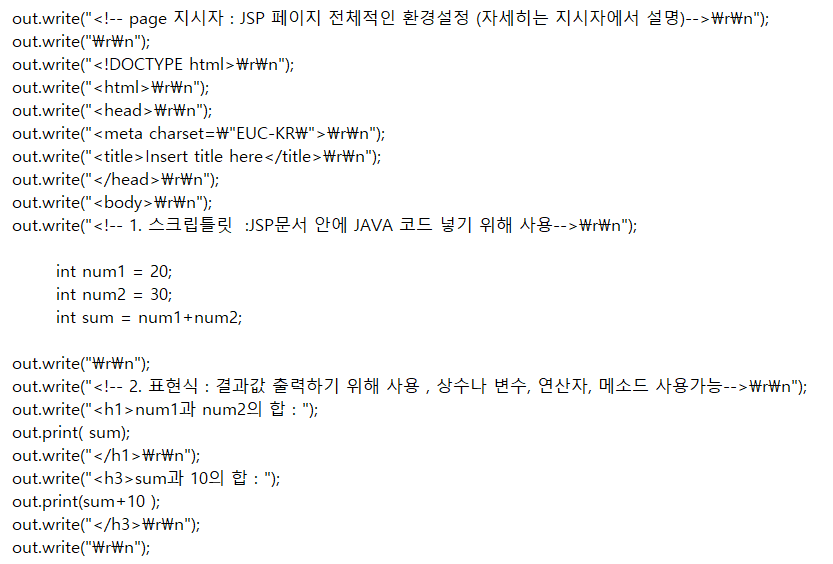 out.write("<!-- page 지시자 : JSP 페이지 전체적인 환경설정 (자세히는 지시자에서 설명)-->₩r₩n");
out.write("₩r₩n");
out.write("<!DOCTYPE html>₩r₩n");
out.write("<html>₩r₩n");
out.write("<head>₩r₩n");
out.write("<meta charset=₩"EUC-KR₩">₩r₩n");
out.write("<title>Insert title here</title>₩r₩n");
out.write("</head>₩r₩n");
out.write("<body>₩r₩n");
out.write("<!-- 1. 스크립틀릿  :JSP문서 안에 JAVA 코드 넣기 위해 사용-->₩r₩n");
int num1 = 20;
int num2 = 30;
int sum = num1+num2;
out.write("₩r₩n");
out.write("<!-- 2. 표현식 : 결과값 출력하기 위해 사용 , 상수나 변수, 연산자, 메소드 사용가능-->₩r₩n");
out.write("<h1>num1과 num2의 합 : ");
out.print( sum);
out.write("</h1>₩r₩n");
out.write("<h3>sum과 10의 합 : ");
out.print(sum+10 );
out.write("</h3>₩r₩n");
out.write("₩r₩n");